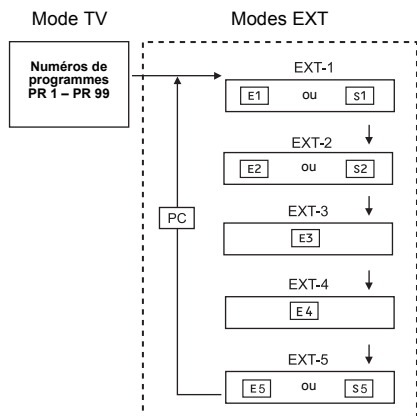 Mode TV
Modes EXT
Numéros de
programmes
PR 1 – PR 99
EXT-1
E1 ou S1
EXT-2
E2 ou S2
EXT-3
E3
PC
EXT-4
E4
EXT-5
E5 ou S5